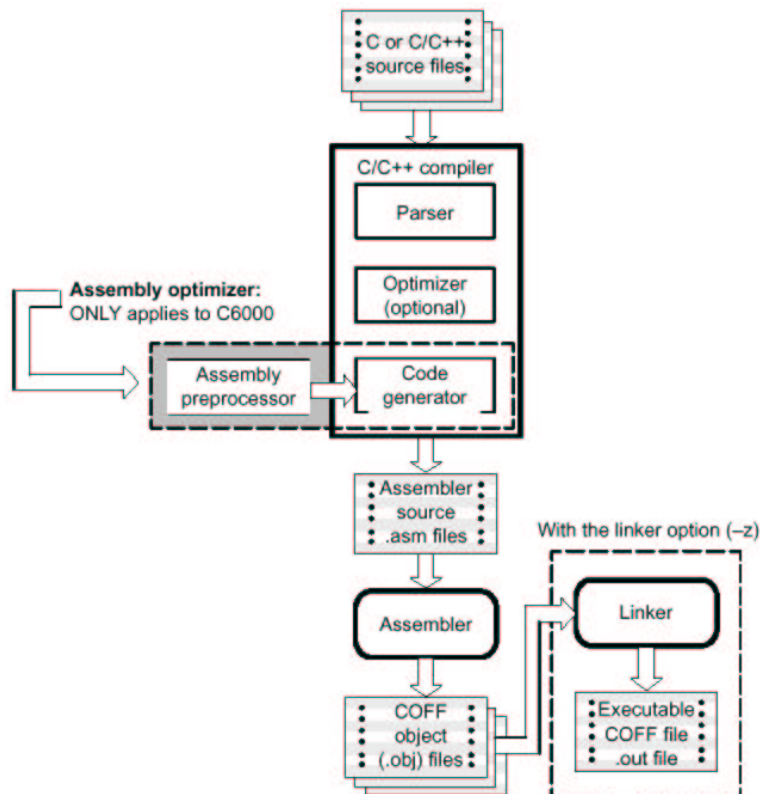 C or C/C++
source files
C/C++ compiler
Parser
Optimizer
(optional)
Assembly optimizer:
ONLY applies to C6000
Assembly
preprocessor
Code
generator
Assembler
source
.asm files
With the linker option (–z)
Assembler
Linker
COFF
object
(.obj) files
Executable
COFF file
.out file